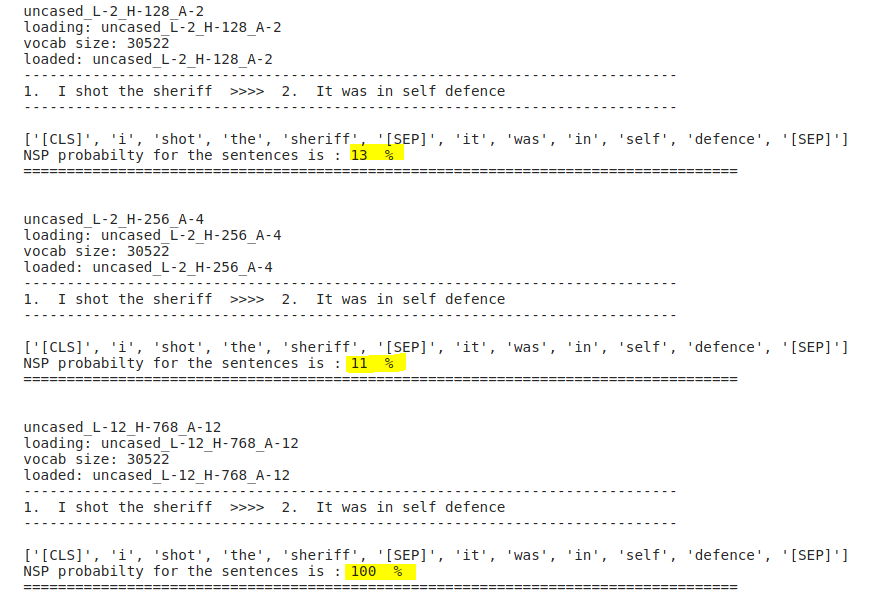 uncased_L-2_H-128_A-2
loading: uncased_L-2_H-128_A-2
vocab size: 30522
loaded: uncased_L-2_H-128_A-2
----------------------------------------------------------------------------
1.  I shot the sheriff  >>>>  2.  It was in self defence
----------------------------------------------------------------------------
['[CLS]', 'i', 'shot', 'the', 'sheriff', '[SEP]', 'it', 'was', 'in', 'self', 'defence', '[SEP]']
NSP probabilty for the sentences is : 13  %
===================================================================================
uncased_L-2_H-256_A-4
loading: uncased_L-2_H-256_A-4
vocab size: 30522
loaded: uncased_L-2_H-256_A-4
----------------------------------------------------------------------------
1.  I shot the sheriff  >>>>  2.  It was in self defence
----------------------------------------------------------------------------
['[CLS]', 'i', 'shot', 'the', 'sheriff', '[SEP]', 'it', 'was', 'in', 'self', 'defence', '[SEP]']
NSP probabilty for the sentences is : 11  %
===================================================================================
uncased_L-12_H-768_A-12
loading: uncased_L-12_H-768_A-12
vocab size: 30522
loaded: uncased_L-12_H-768_A-12
----------------------------------------------------------------------------
1.  I shot the sheriff  >>>>  2.  It was in self defence
----------------------------------------------------------------------------
['[CLS]', 'i', 'shot', 'the', 'sheriff', '[SEP]', 'it', 'was', 'in', 'self', 'defence', '[SEP]']
NSP probabilty for the sentences is : 100  %
===================================================================================